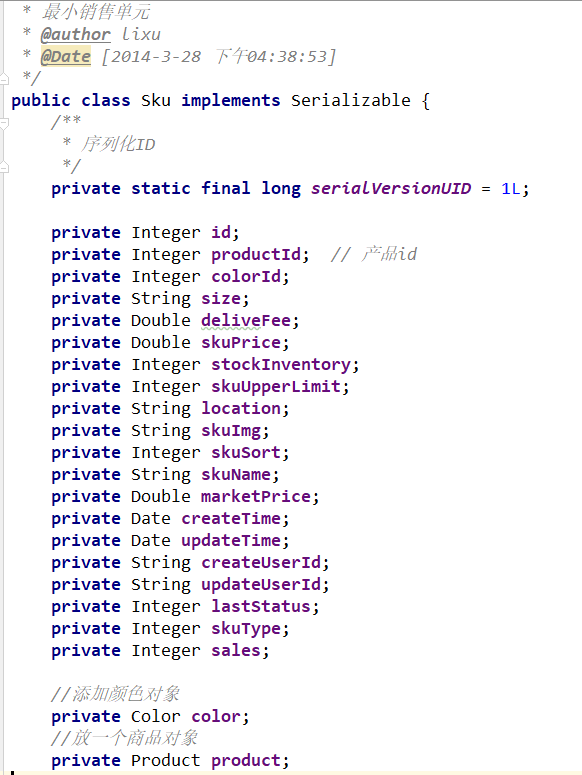 * 最小销售单元
* @author lixu
* @Date [2014-3-28 下午04:38:53]
*/
public class Sku implements Serializable {
/**
* 序列化ID
*/
private static final long serialVersionUID = 1L;
private Integer id;
private Integer productId; // 产品id
private Integer colorId;
private String size;
private Double deliveFee;
private Double skuPrice;
private Integer stockInventory;
private Integer skuUpperLimit;
private String location;
private String skuImg;
private Integer skuSort;
private String skuName;
private Double marketPrice;
private Date createTime;
private Date updateTime;
private String createUserId;
private String updateUserId;
private Integer lastStatus;
private Integer skuType;
private Integer sales;
//添加颜色对象
private Color color;
//放一个商品对象
private Product product;